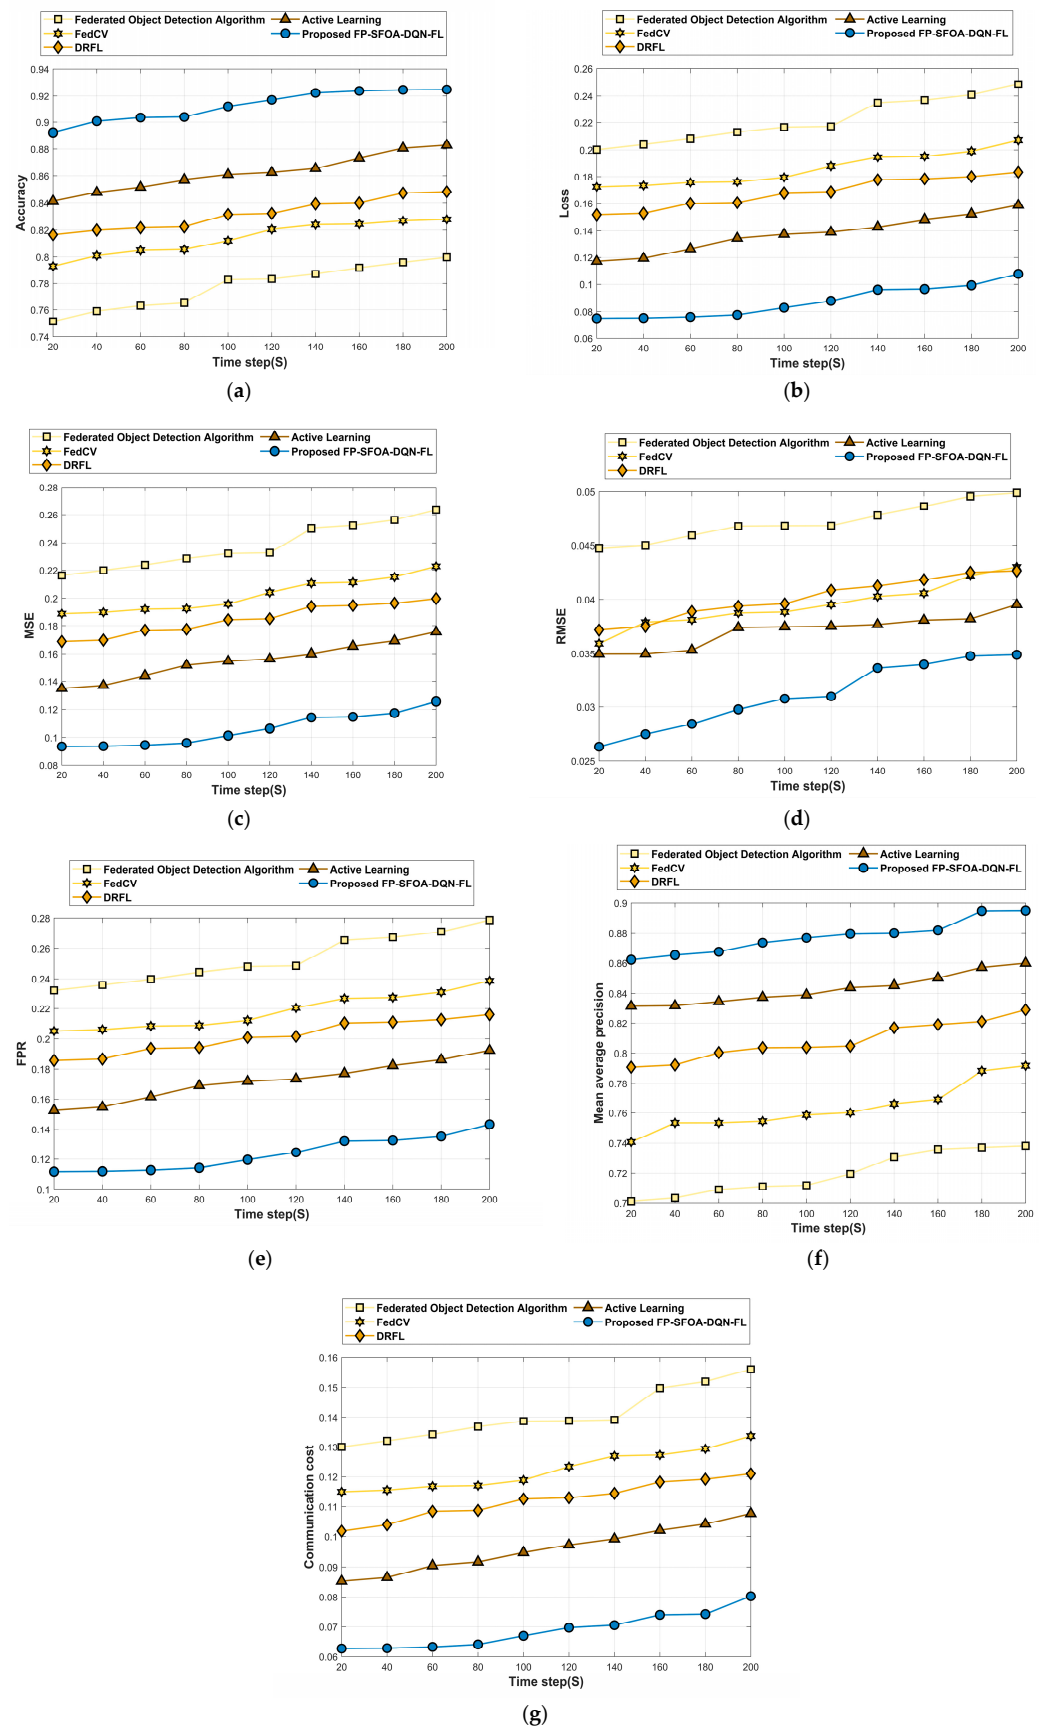 Federated Object Detection Algorithm
Active Learning
FedCV
Proposed FP-SFOA-DQN-FL
DRFL
0.94
0.92
0.9
0.88
0.86
0.84
0.82
0.8
0.78
0.76
0.74
Accuracy
20 40 60 80 100 120 140 160 180 200
Time step(S)
(a)
Federated Object Detection Algorithm
Active Learning
FedCV
Proposed FP-SFOA-DQN-FL
DRFL
0.26
0.24
0.22
0.2
0.18
0.16
0.14
0.12
0.1
0.08
0.06
Loss
20 40 60 80 100 120 140 160 180 200
Time step(S)
(b)
Federated Object Detection Algorithm
Active Learning
FedCV
Proposed FP-SFOA-DQN-FL
DRFL
0.28
0.26
0.24
0.22
0.2
0.18
0.16
0.14
0.12
0.1
0.08
MSE
20 40 60 80 100 120 140 160 180 200
Time step(S)
(c)
Federated Object Detection Algorithm
Active Learning
FedCV
Proposed FP-SFOA-DQN-FL
DRFL
0.05
0.045
0.04
0.035
0.03
0.025
RMSE
20 40 60 80 100 120 140 160 180 200
Time step(S)
(d)
Federated Object Detection Algorithm
Active Learning
FedCV
Proposed FP-SFOA-DQN-FL
DRFL
0.28
0.26
0.24
0.22
0.2
0.18
0.16
0.14
0.12
0.1
FPR
20 40 60 80 100 120 140 160 180 200
Time step(S)
(e)
Federated Object Detection Algorithm
Active Learning
FedCV
Proposed FP-SFOA-DQN-FL
DRFL
0.9
0.88
0.86
0.84
0.82
0.8
0.78
0.76
0.74
0.72
0.7
Mean average precision
20 40 60 80 100 120 140 160 180 200
Time step(S)
(f)
Federated Object Detection Algorithm
Active Learning
FedCV
Proposed FP-SFOA-DQN-FL
DRFL
0.16
0.15
0.14
0.13
0.12
0.11
0.1
0.09
0.08
0.07
0.06
Communication cost
20 40 60 80 100 120 140 160 180 200
Time step(S)
(g)